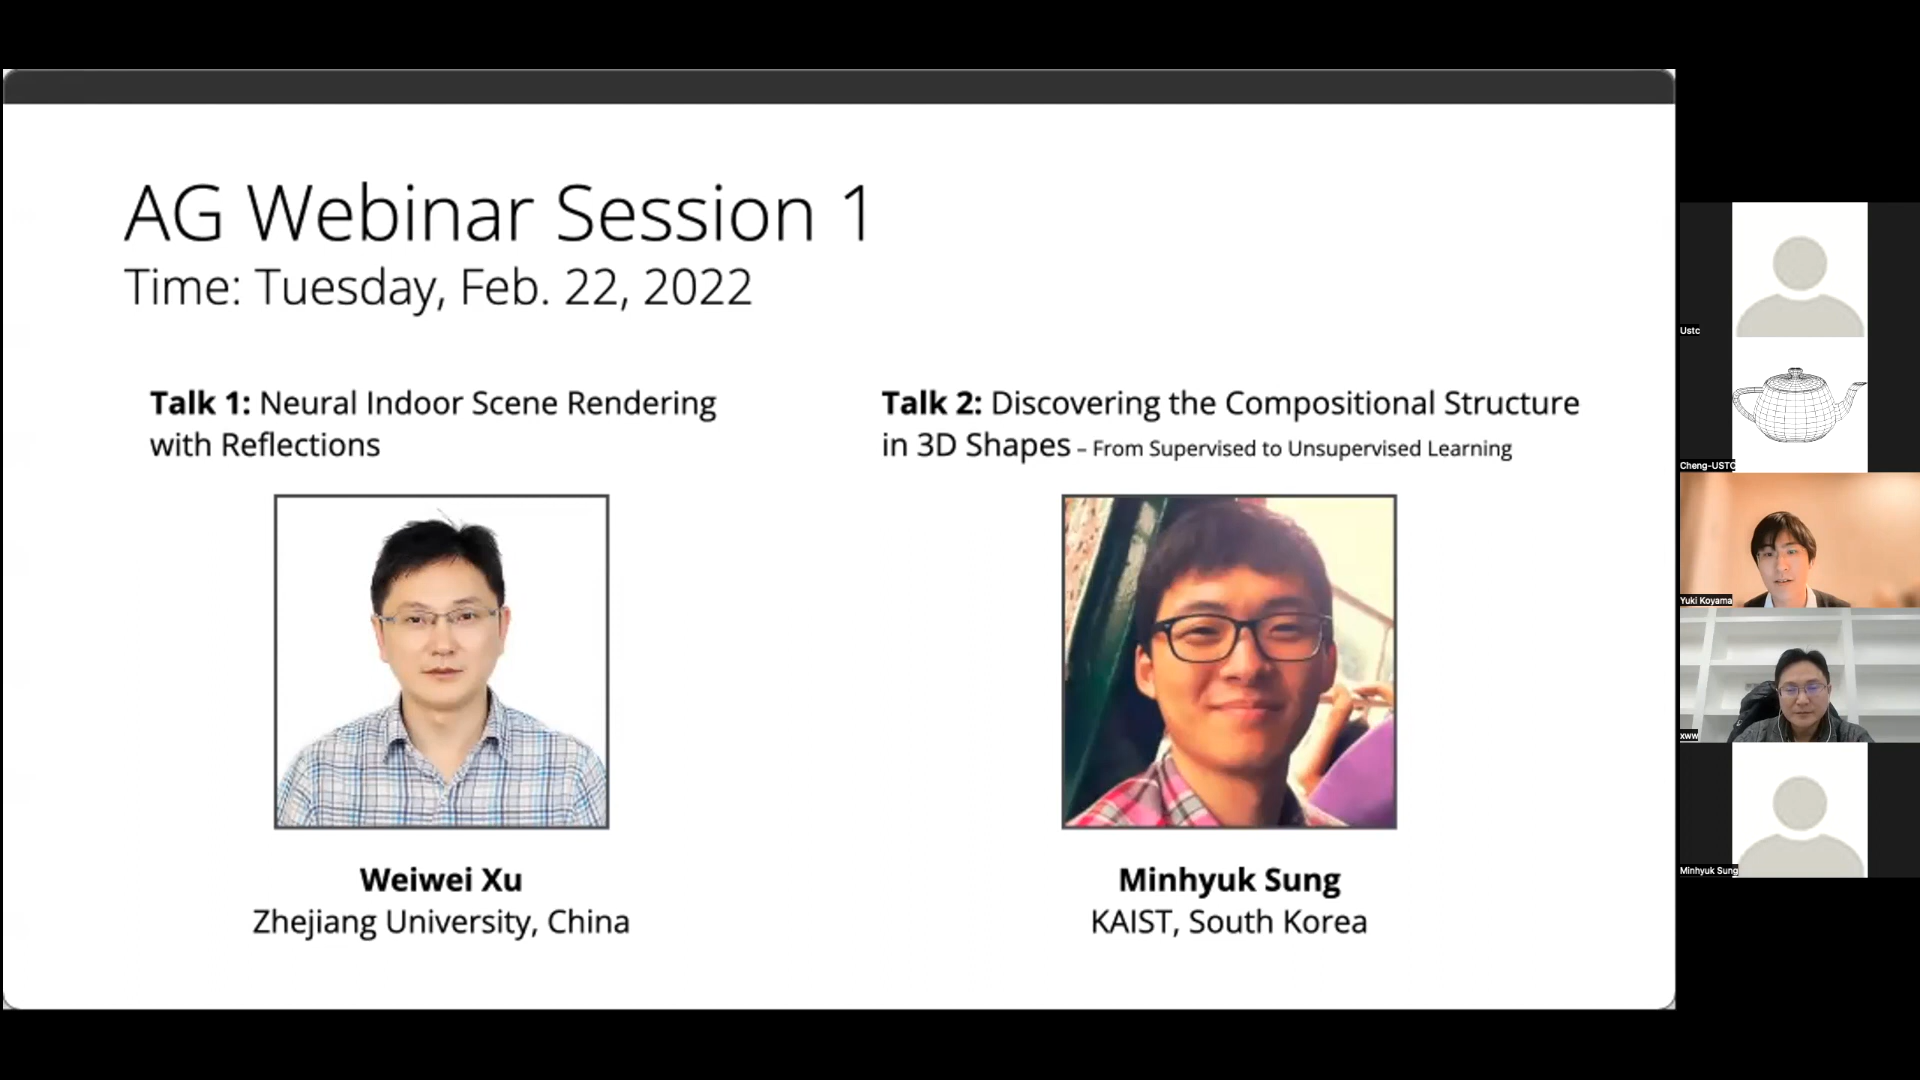 AG Webinar Session 1
Time: Tuesday, Feb. 22, 2022
Talk 1: Neural Indoor Scene Rendering
with Reflections
Weiwei Xu
Zhejiang University, China
Talk 2: Discovering the Compositional Structure
in 3D Shapes – From Supervised to Unsupervised Learning
Minhyuk Sung
KAIST, South Korea
Ustc
Cheng-USTC
Yuki Koyama
xww
Minhyuk Sung